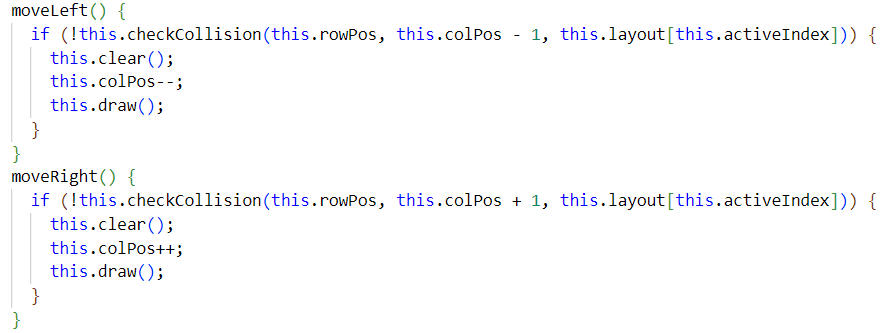 moveLeft() {
  if (!this.checkCollision(this.rowPos, this.colPos - 1, this.layout[this.activeIndex])) {
    this.clear();
    this.colPos--;
    this.draw();
  }
}
moveRight() {
  if (!this.checkCollision(this.rowPos, this.colPos + 1, this.layout[this.activeIndex])) {
    this.clear();
    this.colPos++;
    this.draw();
  }
}